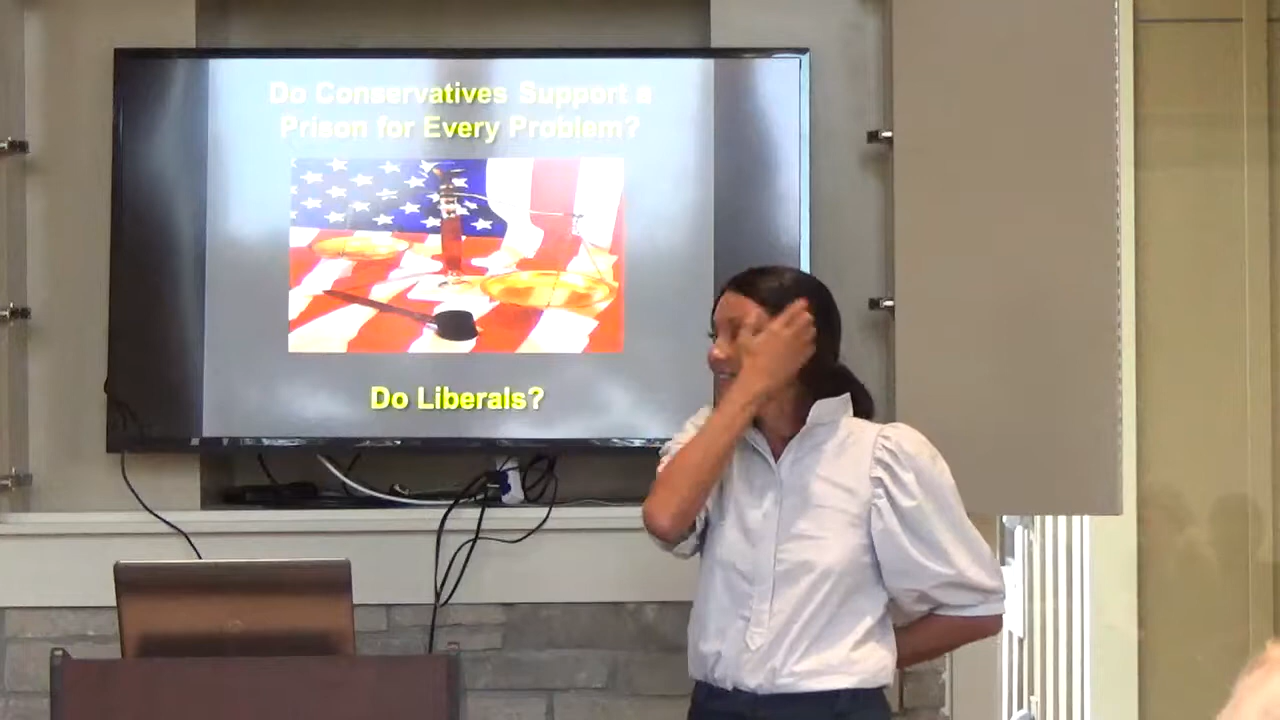 Do Conservatives Support a
Prison for Every Problem?
Do Liberals?